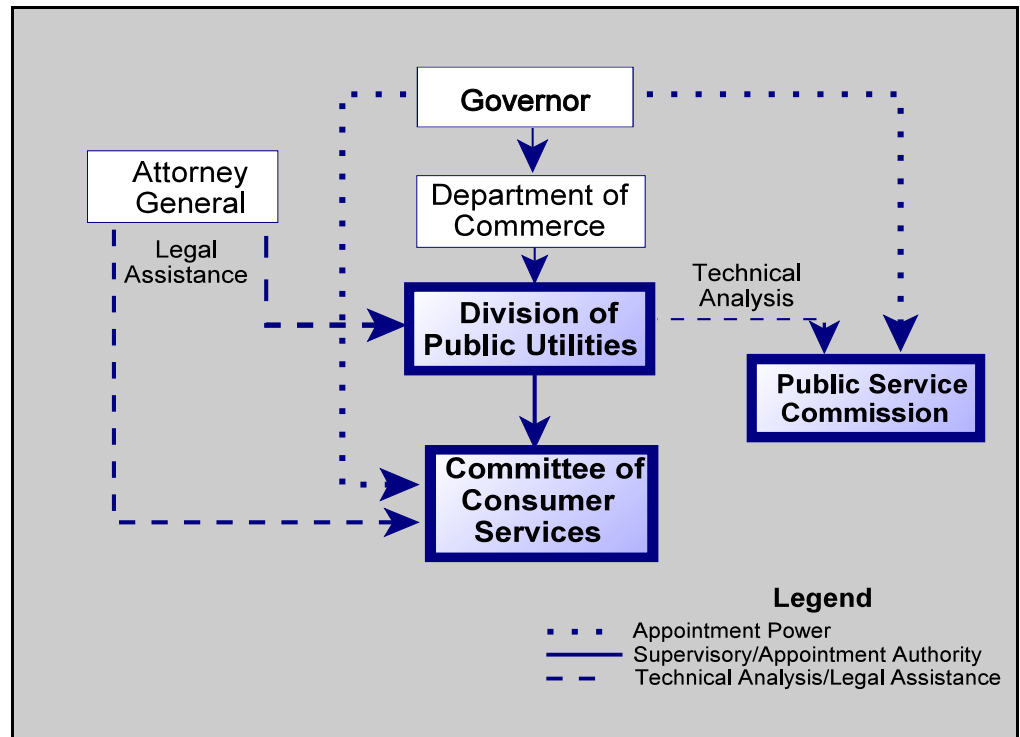 Governor
Attorney
General
Department of
Commerce
Legal
Assistance
Technical
Analysis
Division of
Public Utilities
Public Service
Commission
Committee of
Consumer
Services
Legend
Appointment Power
Supervisory/Appointment Authority
Technical Analysis/Legal Assistance